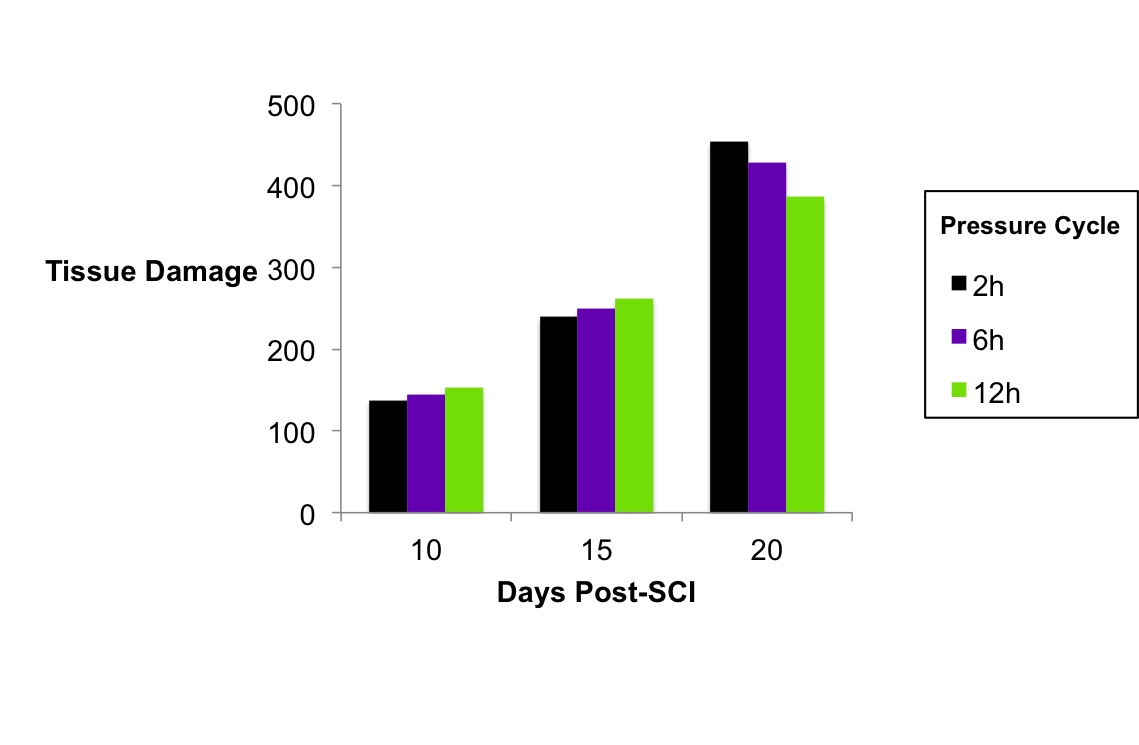 500
400
Tissue Damage 300
200
100
0
10 15 20
Days Post-SCI
Pressure Cycle
2h
6h
12h